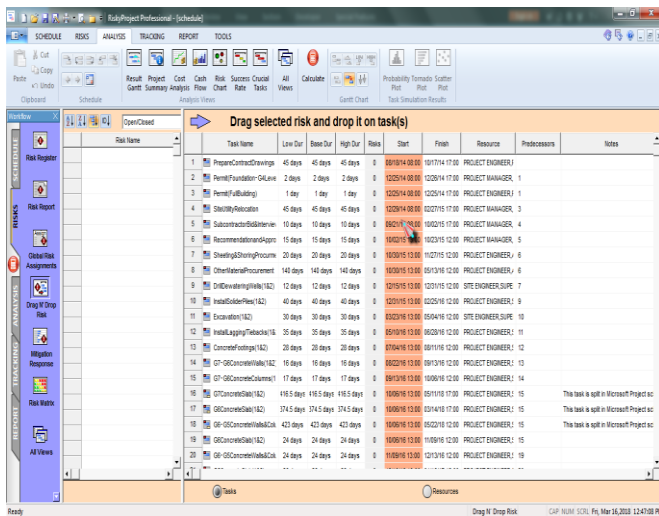 RiskyProject Professional - [schedule]
SCHEDULE RISKS ANALYSIS TRACKING REPORT TOOLS
Paste
Cut
Copy
Undo
Result Gantt
Project Summary
Cost Analysis
Cash Flow
Risk Chart
Success Rate
Crucial Tasks
All Views
Calculate
Probability Plot
Tornado Plot
Scatter Plot
Clipboard Schedule Analysis Views Gantt Chart Task Simulation Results
Workflow X
Open/Closed
Drag selected risk and drop it on task(s)
Risk Name
Task Name Low Dur Base Dur High Dur Risks Start Finish Resource Predecessors Notes
1 PrepareContractDrawings 45 days 45 days 45 days 0 08/18/14 08:00 10/17/14 17:00 PROJECT ENGINEER,
2 Permit(Foundation-G4Leve 2 days 2 days 2 days 0 12/25/14 08:00 12/26/14 17:00 PROJECT MANAGER, 1
3 Permit(FullBuilding) 1 day 1 day 1 day 0 12/25/14 08:00 12/25/14 17:00 PROJECT ENGINEER, 1
4 SiteUtilityRelocation 45 days 45 days 45 days 0 12/29/14 08:00 02/27/15 17:00 PROJECT MANAGER, 3
5 SubcontractorBid&Intervie 10 days 10 days 10 days 0 10/02/15 17:00 PROJECT MANAGER, 4
6 RecommendationandAppro 15 days 15 days 15 days 0 10/02/15 10/23/15 12:00 PROJECT MANAGER, 5
7 Sheeting&ShoringProcurme 20 days 20 days 20 days 0 10/30/15 13:00 11/27/15 12:00 PROJECT ENGINEER, 6
8 OtherMaterialProcurement 140 days 140 days 140 days 0 10/30/15 13:00 05/13/16 12:00 PROJECT ENGINEER, 6
9 DrillDewateringWells(1&2) 12 days 12 days 12 days 0 12/15/15 13:00 12/31/15 12:00 SITE ENGINEER,SUPE 7
10 InstallSoldierPiles(1&2) 40 days 40 days 40 days 0 12/31/15 13:00 02/25/16 12:00 PROJECT ENGINEER, 9
11 Excavation(1&2) 30 days 30 days 30 days 0 03/23/16 13:00 05/04/16 12:00 SITE ENGINEER,SUPE 10
12 InstallLagging/Tiebacks(1& 35 days 35 days 35 days 0 05/10/16 13:00 06/28/16 12:00 PROJECT ENGINEER, 11
13 ConcreteFootings(1&2) 28 days 28 days 28 days 0 07/04/16 13:00 08/11/16 12:00 PROJECT ENGINEER, 12
14 G7-G6ConcreteWalls(1&2 16 days 16 days 16 days 0 08/22/16 13:00 09/13/16 12:00 PROJECT ENGINEER, 13
15 G7-G6ConcreteColumns(1 17 days 17 days 17 days 0 09/13/16 13:00 10/06/16 12:00 PROJECT ENGINEER, 14
16 G7ConcreteSlab(1&2) 416.5 days 416.5 days 416.5 days 0 10/06/16 13:00 05/11/18 17:00 PROJECT ENGINEER, 15 This task is split in Microsoft Project sc
17 G6ConcreteSlab(1&2) 374.5 days 374.5 days 374.5 days 0 10/06/16 13:00 03/14/18 17:00 PROJECT ENGINEER, 15
18 G6-G5ConcreteWalls&Colu 423 days 423 days 423 days 0 10/06/16 13:00 05/22/18 12:00 PROJECT ENGINEER, 15 This task is split in Microsoft Project sc
19 G6ConcreteSlab(1&2) 24 days 24 days 24 days 0 10/06/16 13:00 11/09/16 12:00 PROJECT ENGINEER, 15
20 G6-G5ConcreteWalls&Colu 24 days 24 days 24 days 0 11/09/16 13:00 12/13/16 12:00 PROJECT ENGINEER, 19
SCHEDULE
RISKS
ANALYSIS
TRACKING
REPORT
Risk Register
Risk Report
Global Risk Assignments
Drag N' Drop Risk
Mitigation Response
Risk Matrix
All Views
Tasks Resources
Ready Drag N' Drop Risk CAP NUM SCRL Fri, Mar 16,2018 12:47:08 P